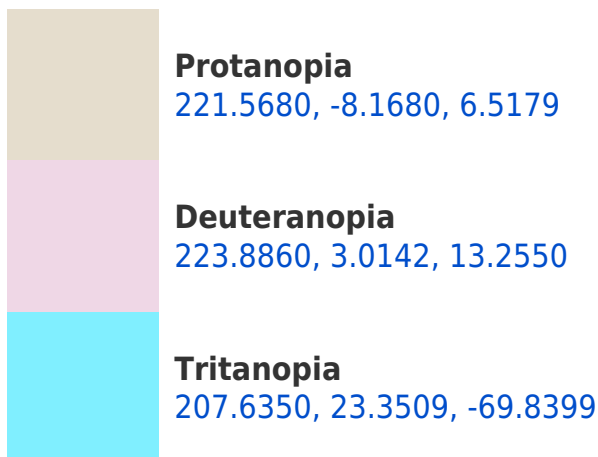 Protanopia
221.5680, -8.1680, 6.5179
Deuteranopia
223.8860, 3.0142, 13.2550
Tritanopia
207.6350, 23.3509, -69.8399